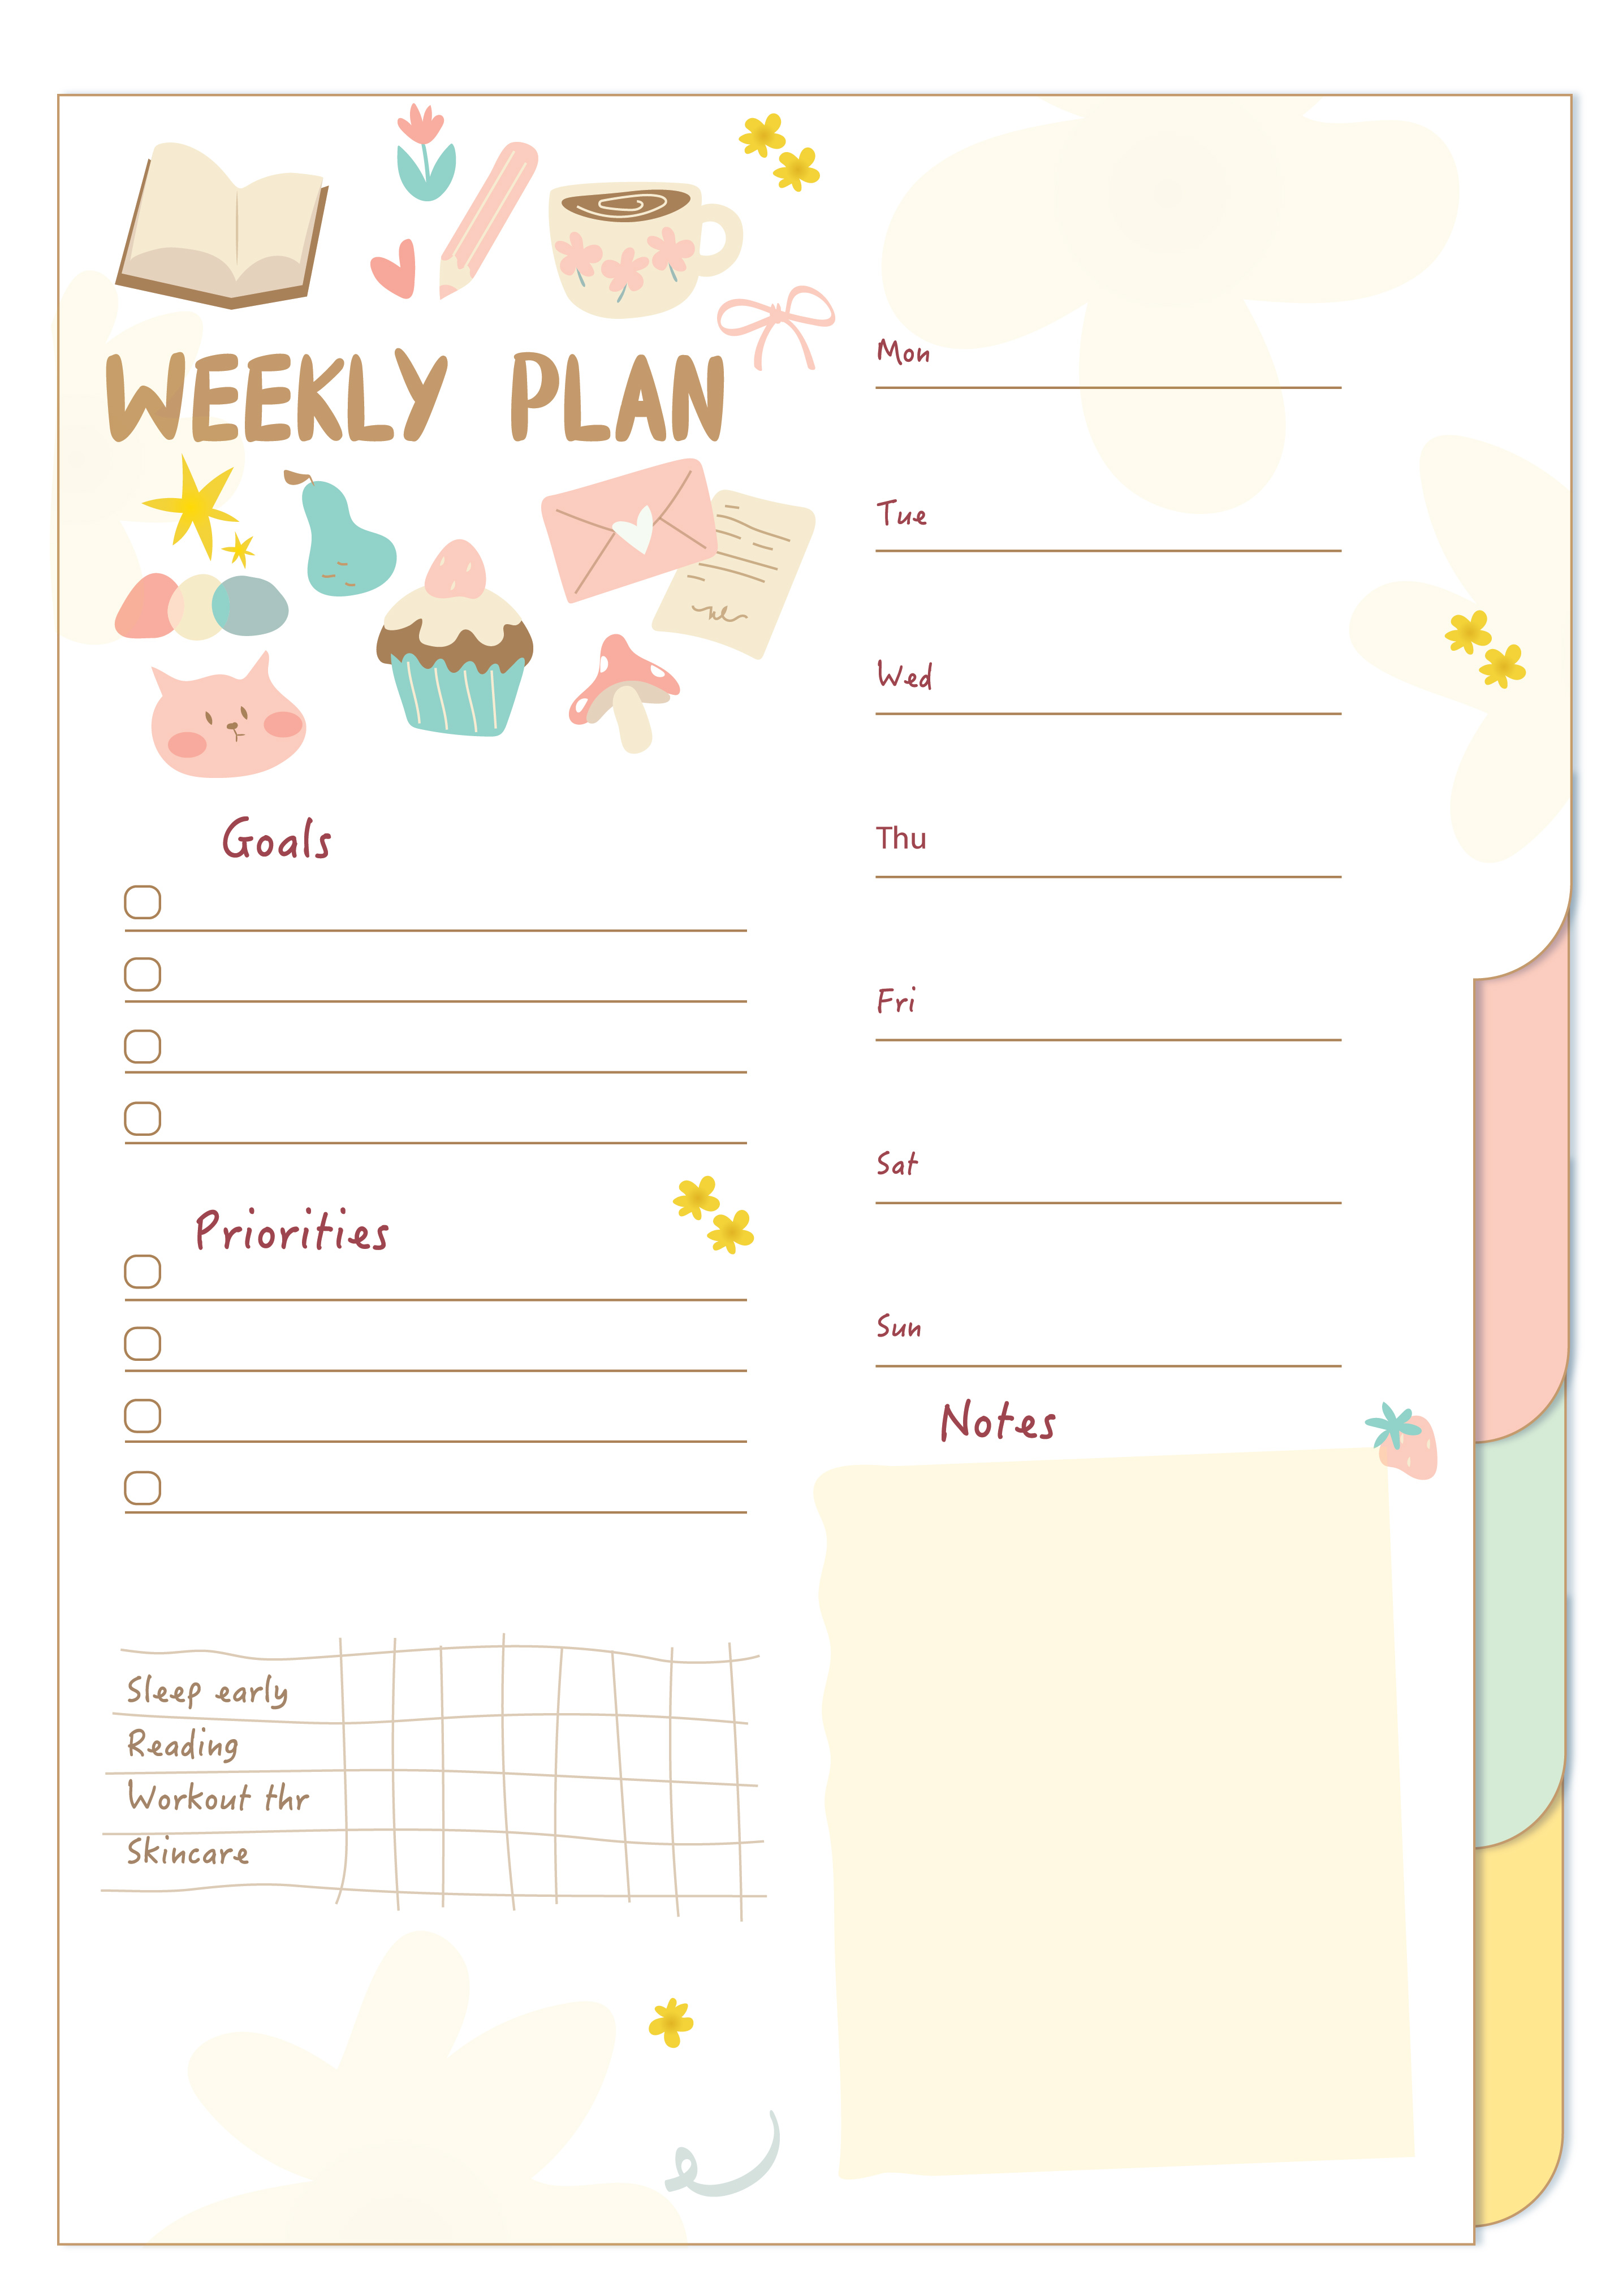 WEEKLY PLAN
Goals
Priorities
Sleep early
Reading
Workout thr
Skincare
Mon
Tue
Wed
Thu
Fri
Sat
Sun
Notes